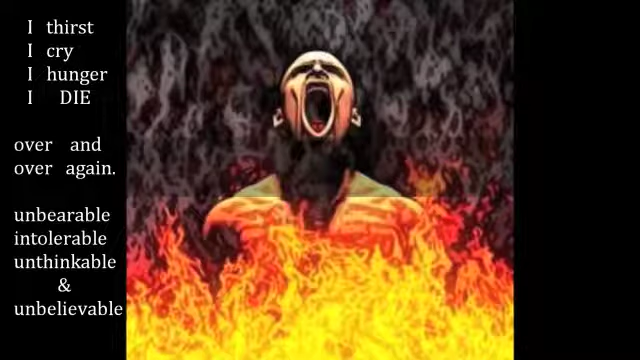 I thirst
I cry
I hunger
I DIE
over and
over again.
unbearable
intolerable
unthinkable
&
unbelievable